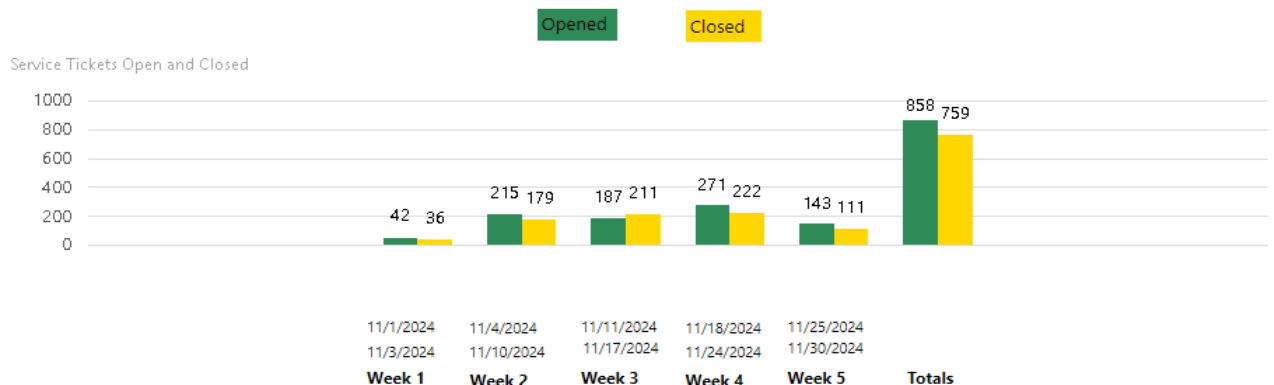 Opened Closed
Service Tickets Open and Closed
1000
800
600
400
200
0
42 36 215 179 187 211 271 222 143 111 858 759
11/1/2024 11/4/2024 11/11/2024 11/18/2024 11/25/2024
11/3/2024 11/10/2024 11/17/2024 11/24/2024 11/30/2024
Week 1 Week 2 Week 3 Week 4 Week 5 Totals